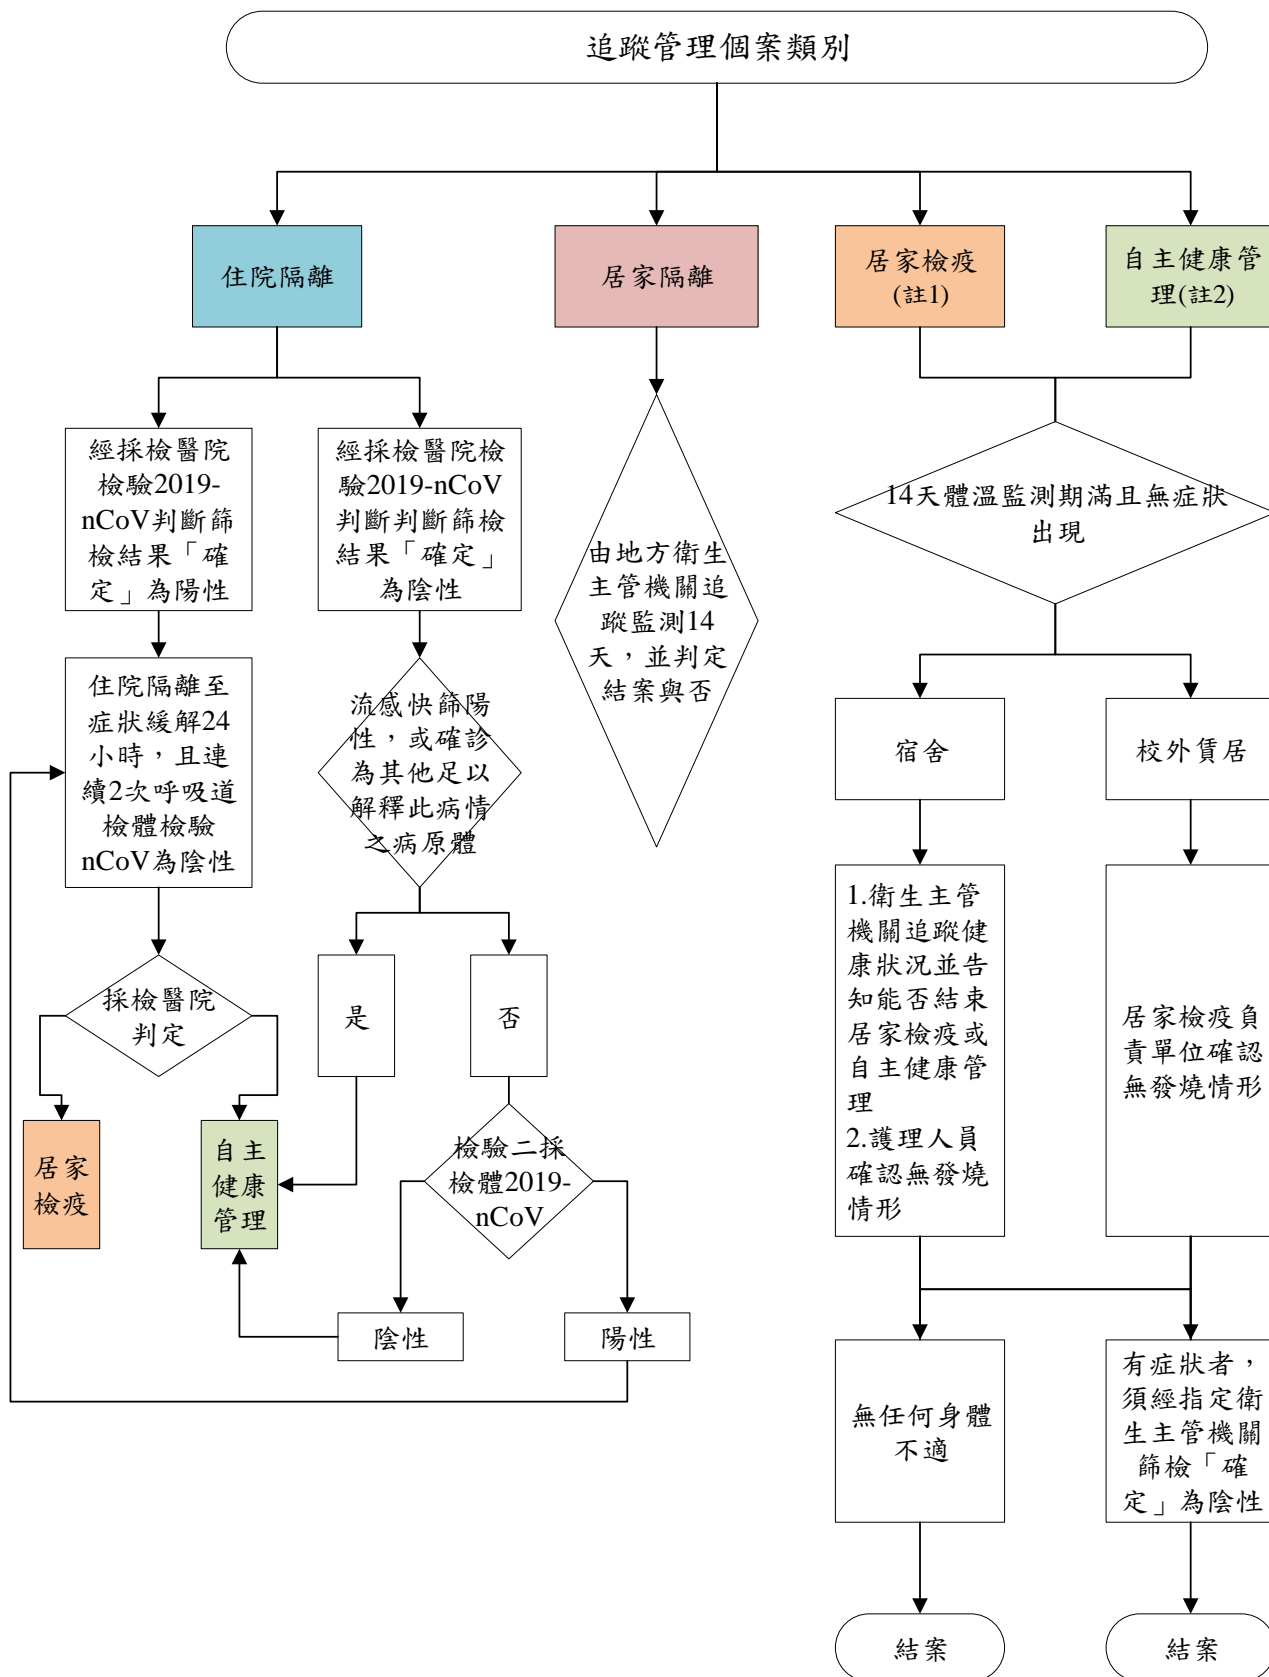 追蹤管理個案類別
住院隔離
居家隔離
居家檢疫
(註1)
自主健康管
理(註2)
經採檢醫院
檢驗2019-
nCoV判斷篩
檢結果「確
定」為陽性
經採檢醫院檢
驗2019-nCoV
判斷判斷篩檢
結果「確定」
為陰性
由地方衛生
主管機關追
蹤監測14
天，並判定
結案與否
14天體溫監測期滿且無症狀
出現
住院隔離至
症狀緩解24
小時，且連
續2次呼吸道
檢體檢驗
nCoV為陰性
流感快篩陽
性，或確診
為其他足以
解釋此病情
之病原體
宿舍
校外賃居
採檢醫院
判定
是
否
1.衛生主管
機關追蹤健
康狀況並告
知能否結束
居家檢疫或
自主健康管
理
2.護理人員
確認無發燒
情形
居家檢疫負
責單位確認
無發燒情形
居家
檢疫
自主
健康
管理
檢驗二採
檢體2019-
nCoV
陰性
陽性
無任何身體
不適
有症狀者，
須經指定衛
生主管機關
篩檢「確
定」為陰性
結案
結案